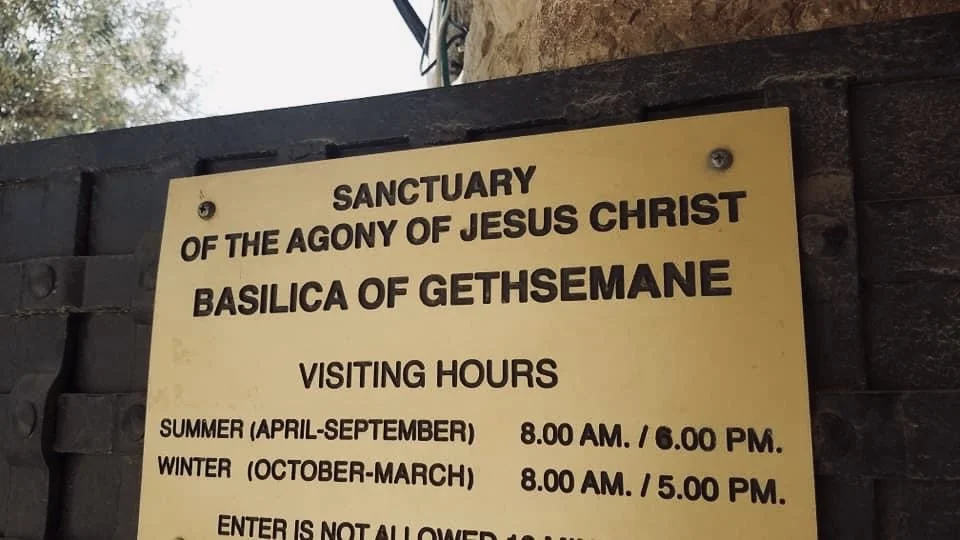 SANCTUARY
OF THE AGONY OF JESUS CHRIST
BASILICA OF GETHSEMANE
VISITING HOURS
SUMMER (APRIL-SEPTEMBER) 8.00 AM. / 6.00 PM.
WINTER (OCTOBER-MARCH) 8.00 AM. / 5.00 PM.
ENTER IS NOT ALLOWED